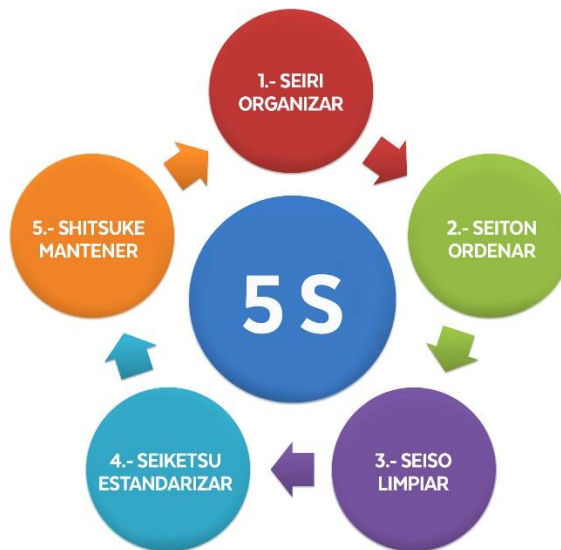 1.- SEIRI
ORGANIZAR
2.- SEITON
ORDENAR
3.- SEISO
LIMPIAR
4.- SEIKETSU
ESTANDARIZAR
5.- SHITSUKE
MANTENER
5 S